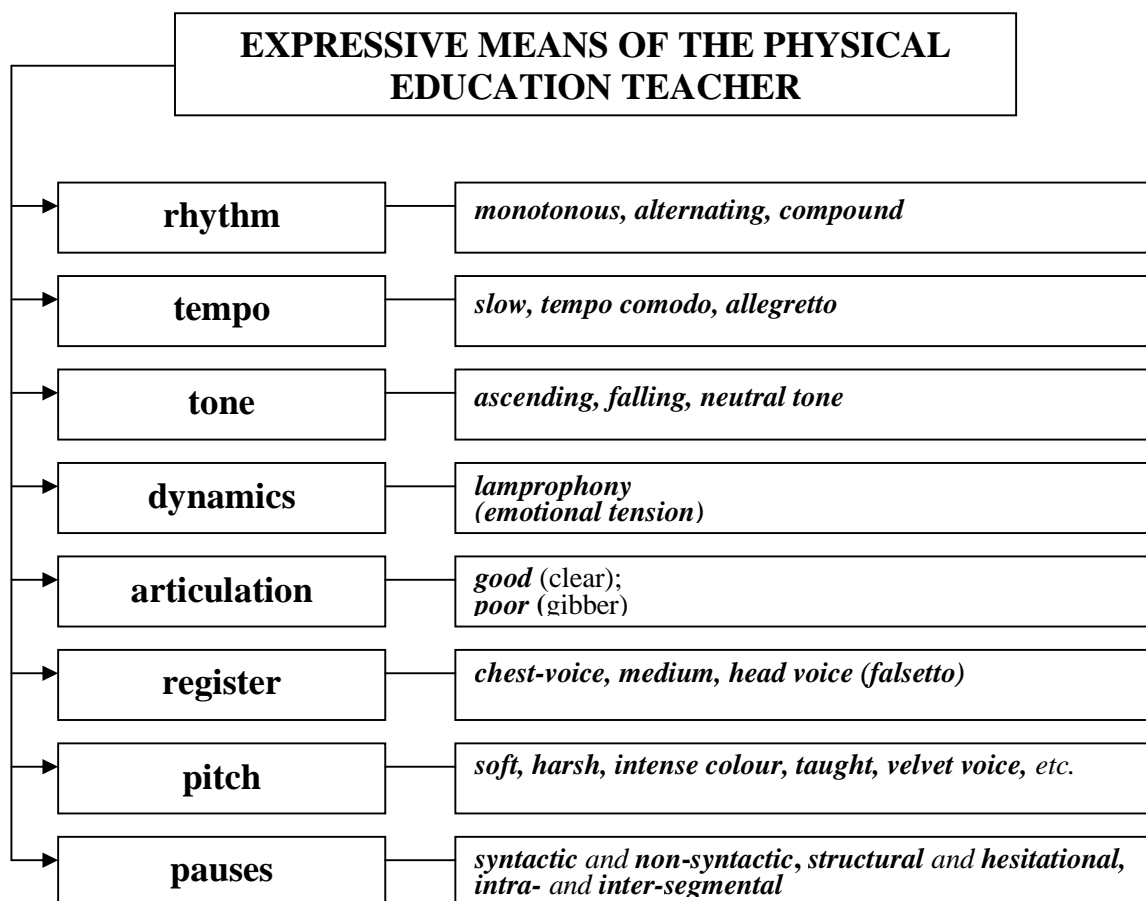 EXPRESSIVE MEANS OF THE PHYSICAL
EDUCATION TEACHER
rhythm
monotonous, alternating, compound
tempo
slow, tempo comodo, allegretto
tone
ascending, falling, neutral tone
dynamics
lamprophony
(emotional tension)
articulation
good (clear);
poor (gibber)
register
chest-voice, medium, head voice (falsetto)
pitch
soft, harsh, intense colour, taught, velvet voice, etc.
pauses
syntactic and non-syntactic, structural and hesitational,
intra- and inter-segmental